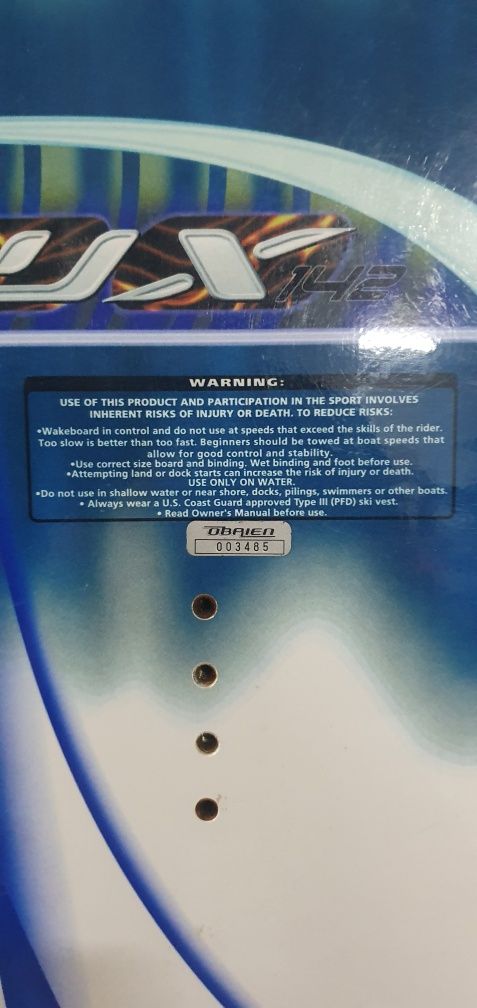 UX 142
WARNING:
USE OF THIS PRODUCT AND PARTICIPATION IN THE SPORT INVOLVES
INHERENT RISKS OF INJURY OR DEATH. TO REDUCE RISKS:
•Wakeboard in control and do not use at speeds that exceed the skills of the rider.
Too slow is better than too fast. Beginners should be towed at boat speeds that
allow for good control and stability.
•Use correct size board and binding. Wet binding and foot before use.
•Attempting land or dock starts can increase the risk of injury or death.
USE ONLY ON WATER.
•Do not use in shallow water or near shore, docks, pilings, swimmers or other boats.
• Always wear a U.S. Coast Guard approved Type III (PFD) ski vest.
• Read Owner's Manual before use.
OBRIEN
003485